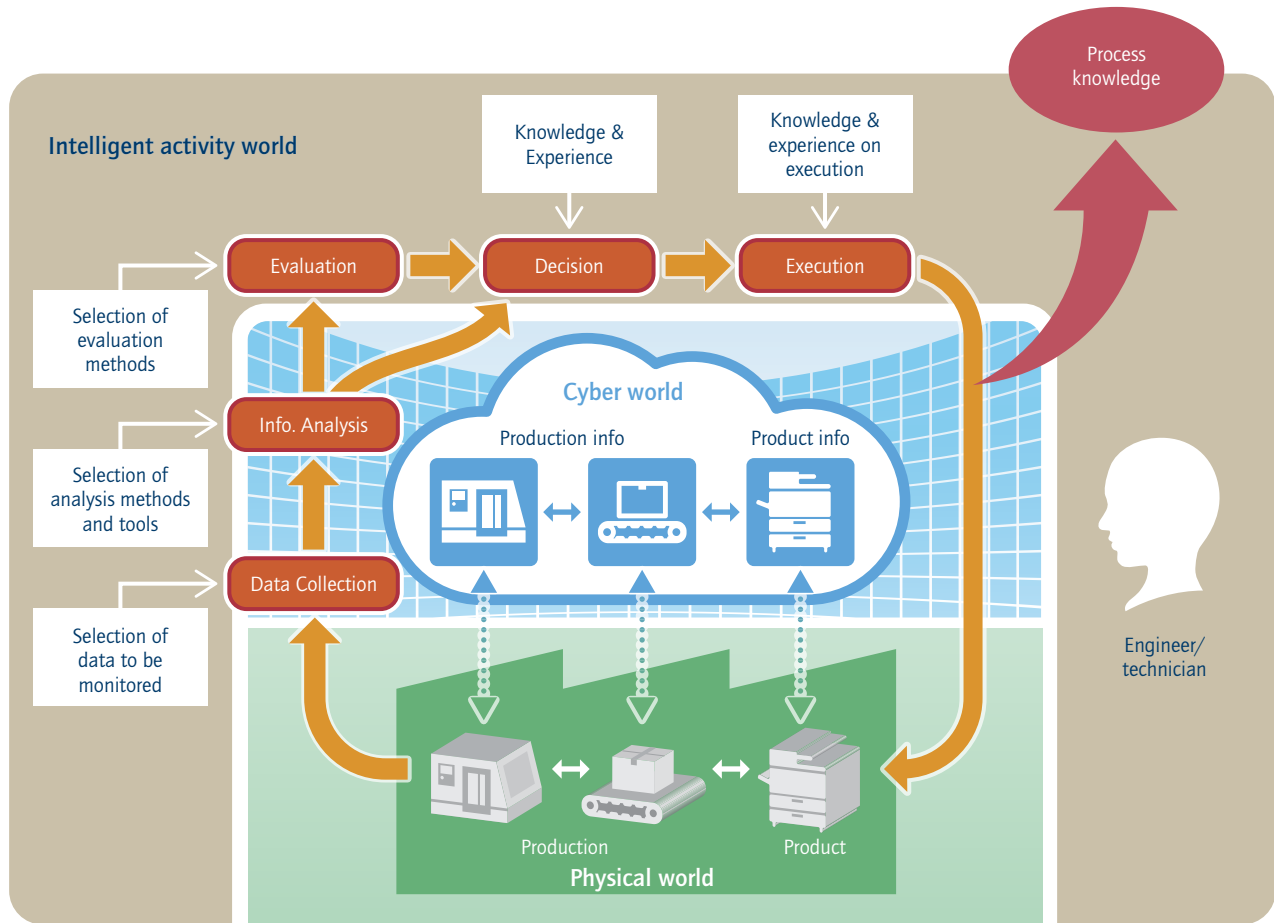 Process
knowledge
Intelligent activity world
Knowledge &
Experience
Knowledge &
experience on
execution
Evaluation
Decision
Execution
Selection of
evaluation
methods
Cyber world
Info. Analysis
Production info
Product info
Selection of
analysis methods
and tools
Data Collection
Selection of
data to be
monitored
Engineer/
technician
Production
Product
Physical world